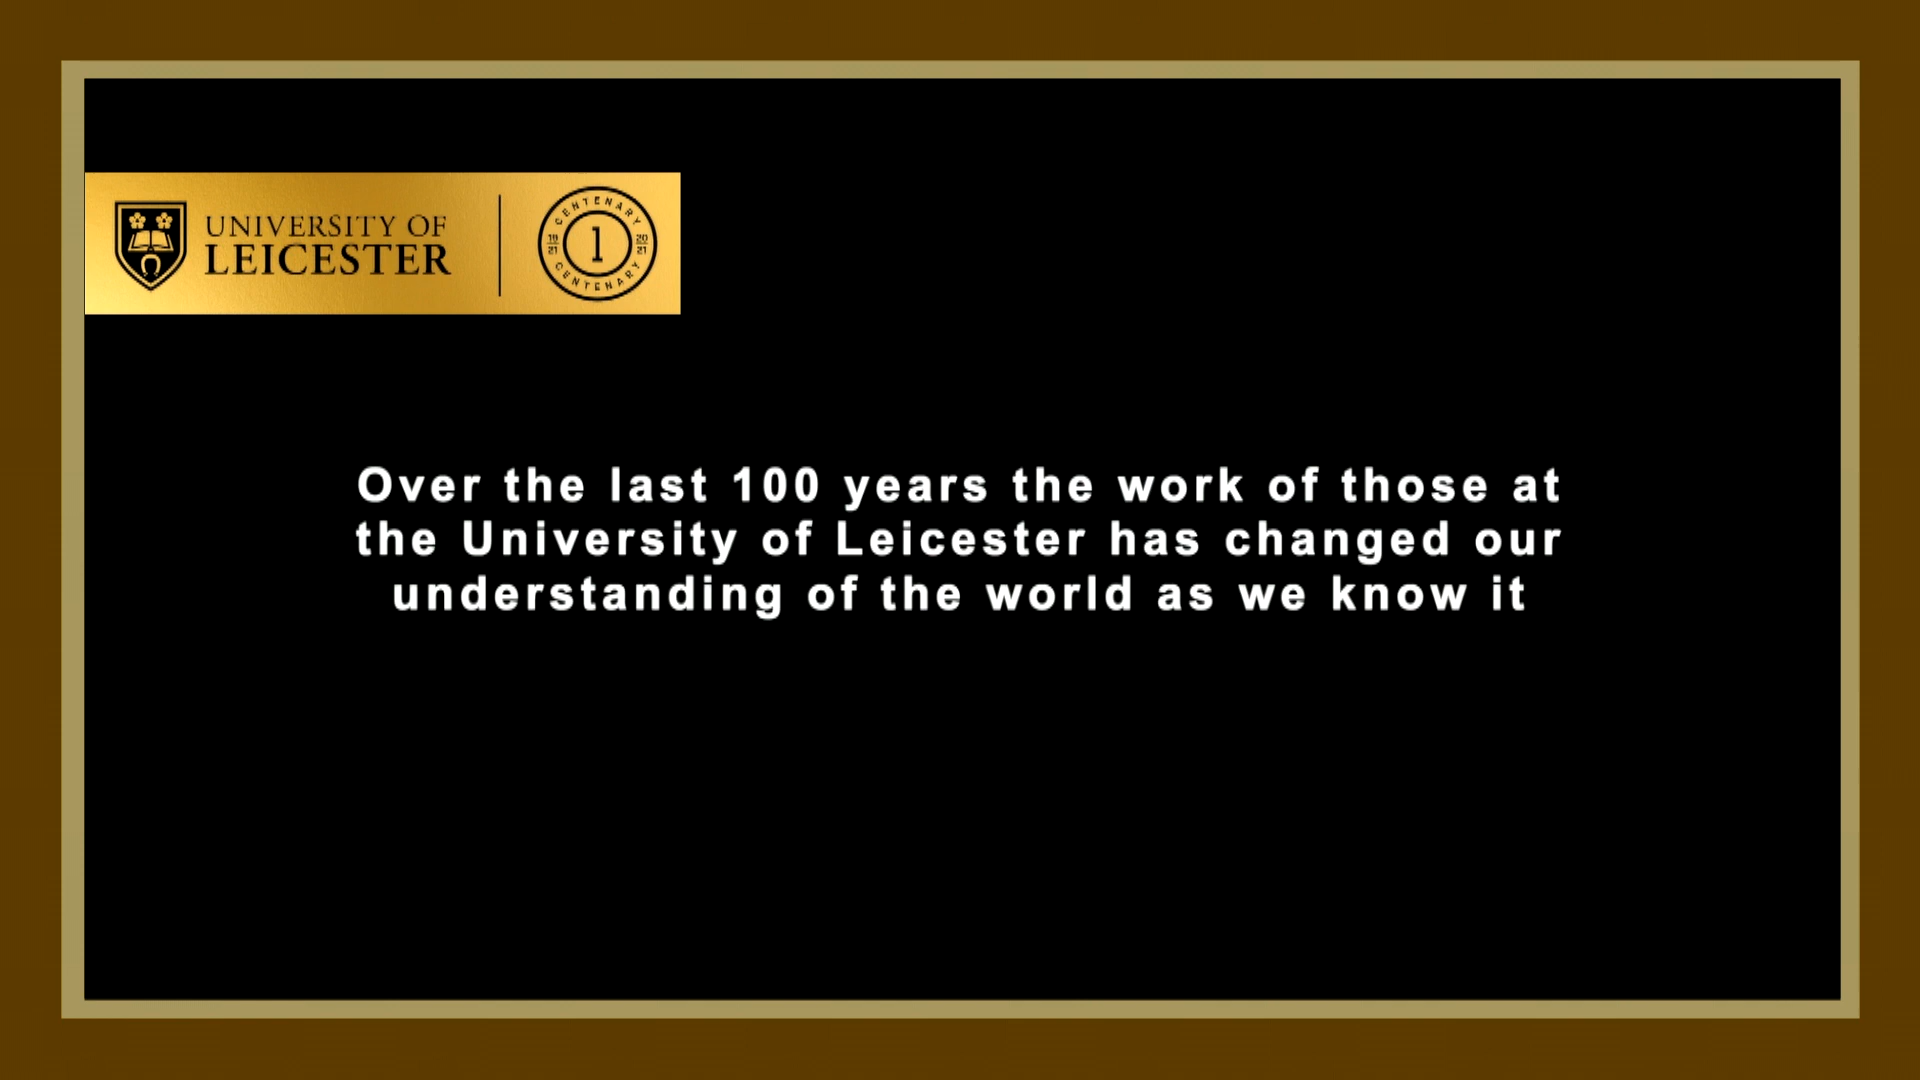 UNIVERSITY OF
LEICESTER
CENTENARY
19 21
1
20 21
CENTENARY
Over the last 100 years the work of those at
the University of Leicester has changed our
understanding of the world as we know it